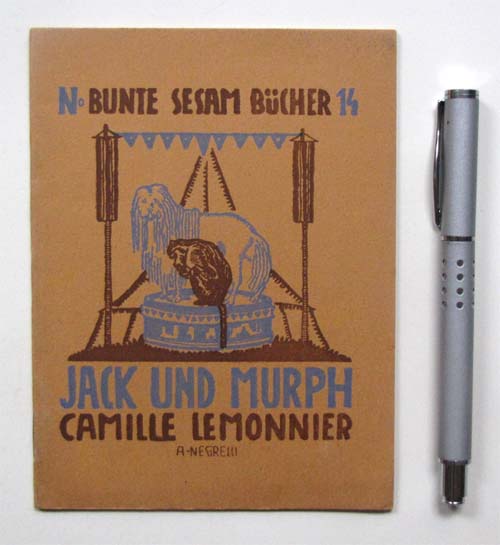 No BUNTE SESAM BÜCHER 14
JACK UND MURPH
CAMILLE LEMONNIER
A·NEGRELLI